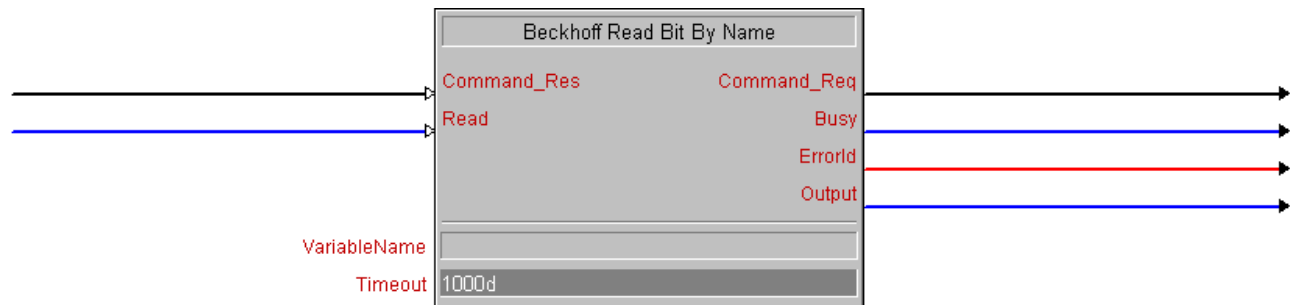 Beckhoff Read Bit By Name
Command_Res Command_Req
Read Busy
ErrorId
Output
VariableName
Timeout 1000d